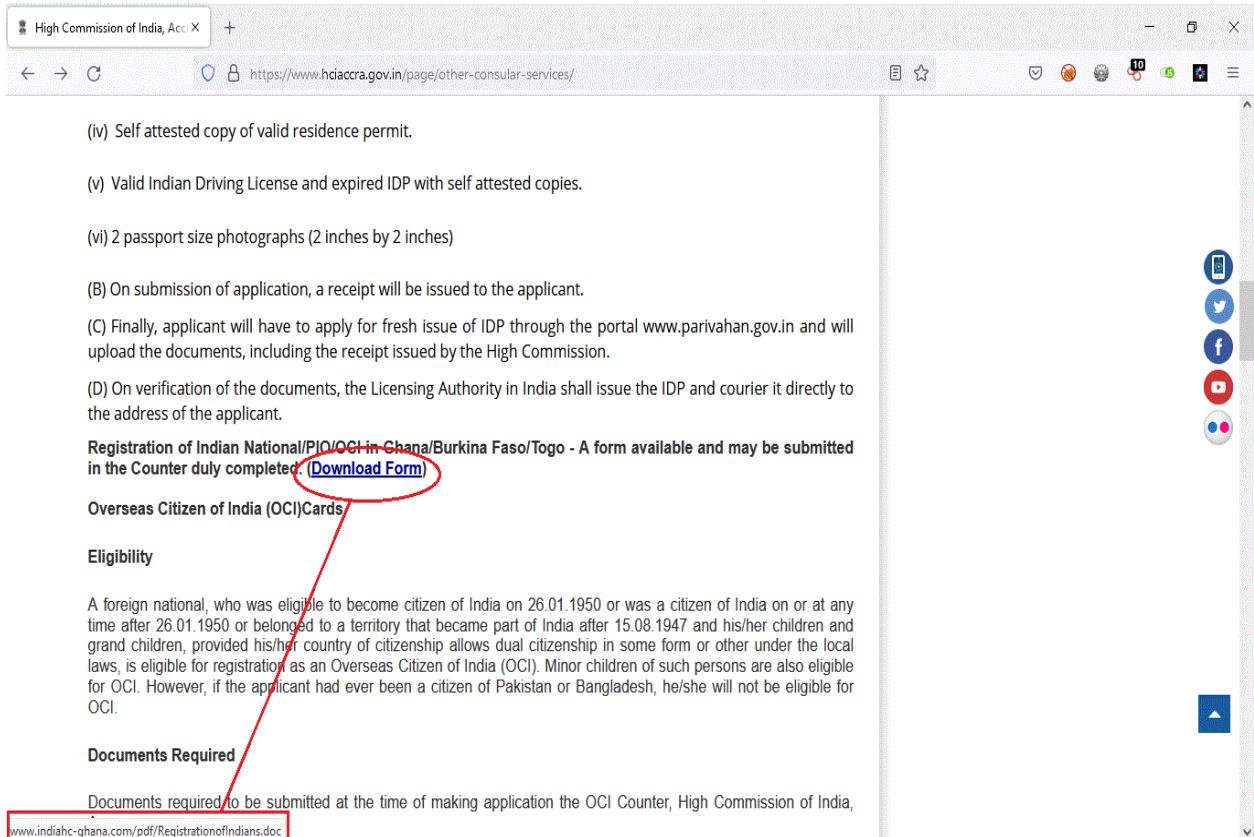 High Commission of India, Acc
https://www.hciaccra.gov.in/page/other-consular-services/
10
(iv) Self attested copy of valid residence permit.
(v) Valid Indian Driving License and expired IDP with self attested copies.
(vi) 2 passport size photographs (2 inches by 2 inches)
(B) On submission of application, a receipt will be issued to the applicant.
(C) Finally, applicant will have to apply for fresh issue of IDP through the portal www.parivahan.gov.in and will
upload the documents, including the receipt issued by the High Commission.
(D) On verification of the documents, the Licensing Authority in India shall issue the IDP and courier it directly to
the address of the applicant.
Registration of Indian National/PIO/OCI in Ghana/Burkina Faso/Togo - A form available and may be submitted
in the Counter duly completed. (Download Form)
Overseas Citizen of India (OCI)Cards
Eligibility
A foreign national, who was eligible to become citizen of India on 26.01.1950 or was a citizen of India on or at any
time after 26.01.1950 or belonged to a territory that became part of India after 15.08.1947 and his/her children and
grand children, provided his/her country of citizenship allows dual citizenship in some form or other under the local
laws, is eligible for registration as an Overseas Citizen of India (OCI). Minor children of such persons are also eligible
for OCI. However, if the applicant had ever been a citizen of Pakistan or Bangladesh, he/she will not be eligible for
OCI.
Documents Required
Documents required to be submitted at the time of making application the OCI Counter, High Commission of India,
www.indiahc-ghana.com/pdf/RegistrationofIndians.doc